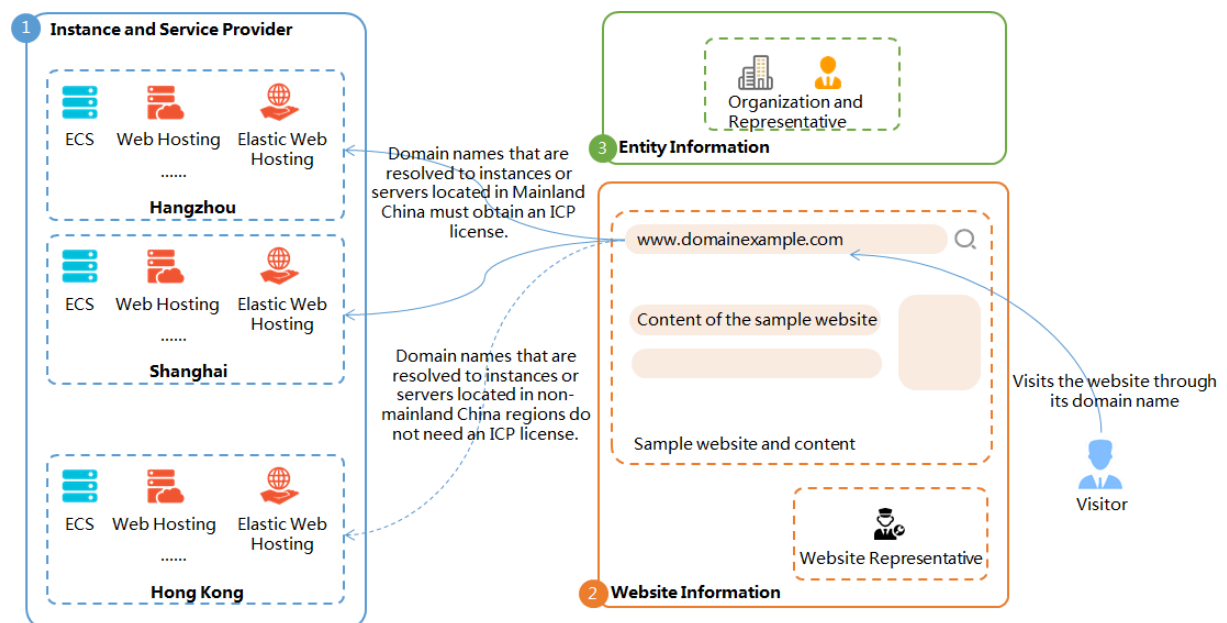 1
Instance and Service Provider
ECS
Web Hosting
Elastic Web
Hosting
......
Hangzhou
ECS
Web Hosting
Elastic Web
Hosting
......
Shanghai
ECS
Web Hosting
Elastic Web
Hosting
......
Hong Kong
Domain names that are
resolved to instances or
servers located in Mainland
China must obtain an ICP
license.
Domain names that are
resolved to instances or
servers located in non-
mainland China regions do
not need an ICP license.
Organization and
Representative
3
Entity Information
www.domainexample.com
Content of the sample website
Sample website and content
Website Representative
2
Website Information
Visits the website through
its domain name
Visitor